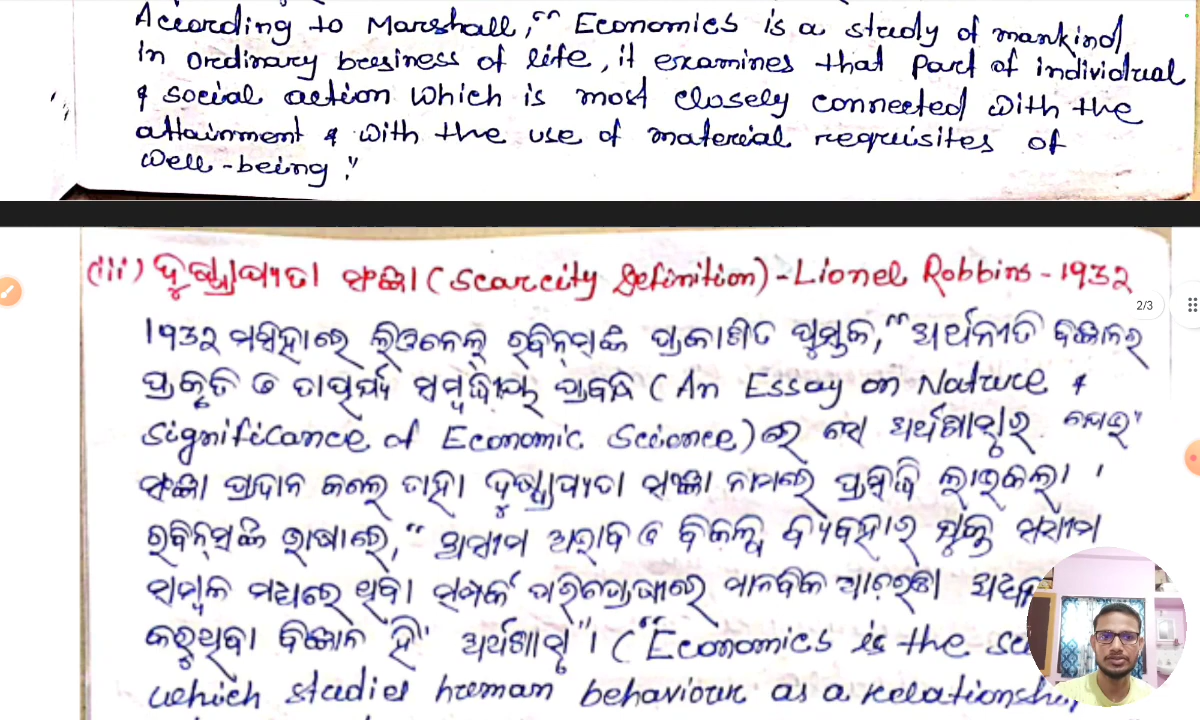 According to Marshall, "Economics is a study of mankind
in ordinary business of life, it examines that part of individual
& social action which is most closely connected with the
attainment & with the use of material requisites of
well-being."
(iii) ଦୁଷ୍ପ୍ରାପ୍ୟତା ସଂଜ୍ଞା (Scarcity Definition) - Lionel Robbins - ୧୯୩୨
2/3
୧୯୩୨ ମସିହାରେ ଲିଓନେଲ୍ ରବିନ୍ସଙ୍କ ପ୍ରକାଶିତ ପୁସ୍ତକ, "ଅର୍ଥନୀତି ବିଜ୍ଞାନର
ପ୍ରକୃତି ଓ ତାତ୍ପର୍ଯ୍ୟ ସମ୍ବନ୍ଧୀୟ ପ୍ରବନ୍ଧ (An Essay on Nature &
Significance of Economic Science) ରେ ସେ ଅର୍ଥଶାସ୍ତ୍ରର ଯେଉଁ
ସଂଜ୍ଞା ପ୍ରଦାନ କଲେ ତାହା ଦୁଷ୍ପ୍ରାପ୍ୟତା ସଂଜ୍ଞା ନାମରେ ପ୍ରସିଦ୍ଧି ଲାଭକଲା ।
ରବିନ୍ସଙ୍କ ଭାଷାରେ, "ଅସୀମ ଅଭାବ ଓ ବିକଳ୍ପ ବ୍ୟବହାର ଯୁକ୍ତ ସସୀମ
ସମ୍ବଳ ମଧ୍ୟରେ ଥିବା ସମ୍ପର୍କ ପରିପ୍ରେକ୍ଷୀରେ ମାନବିକ ଆଚରଣ
କରୁଥିବା ବିଜ୍ଞାନ ହିଁ ଅର୍ଥଶାସ୍ତ୍ର" । ("Economics is the
which studies human behaviour as a